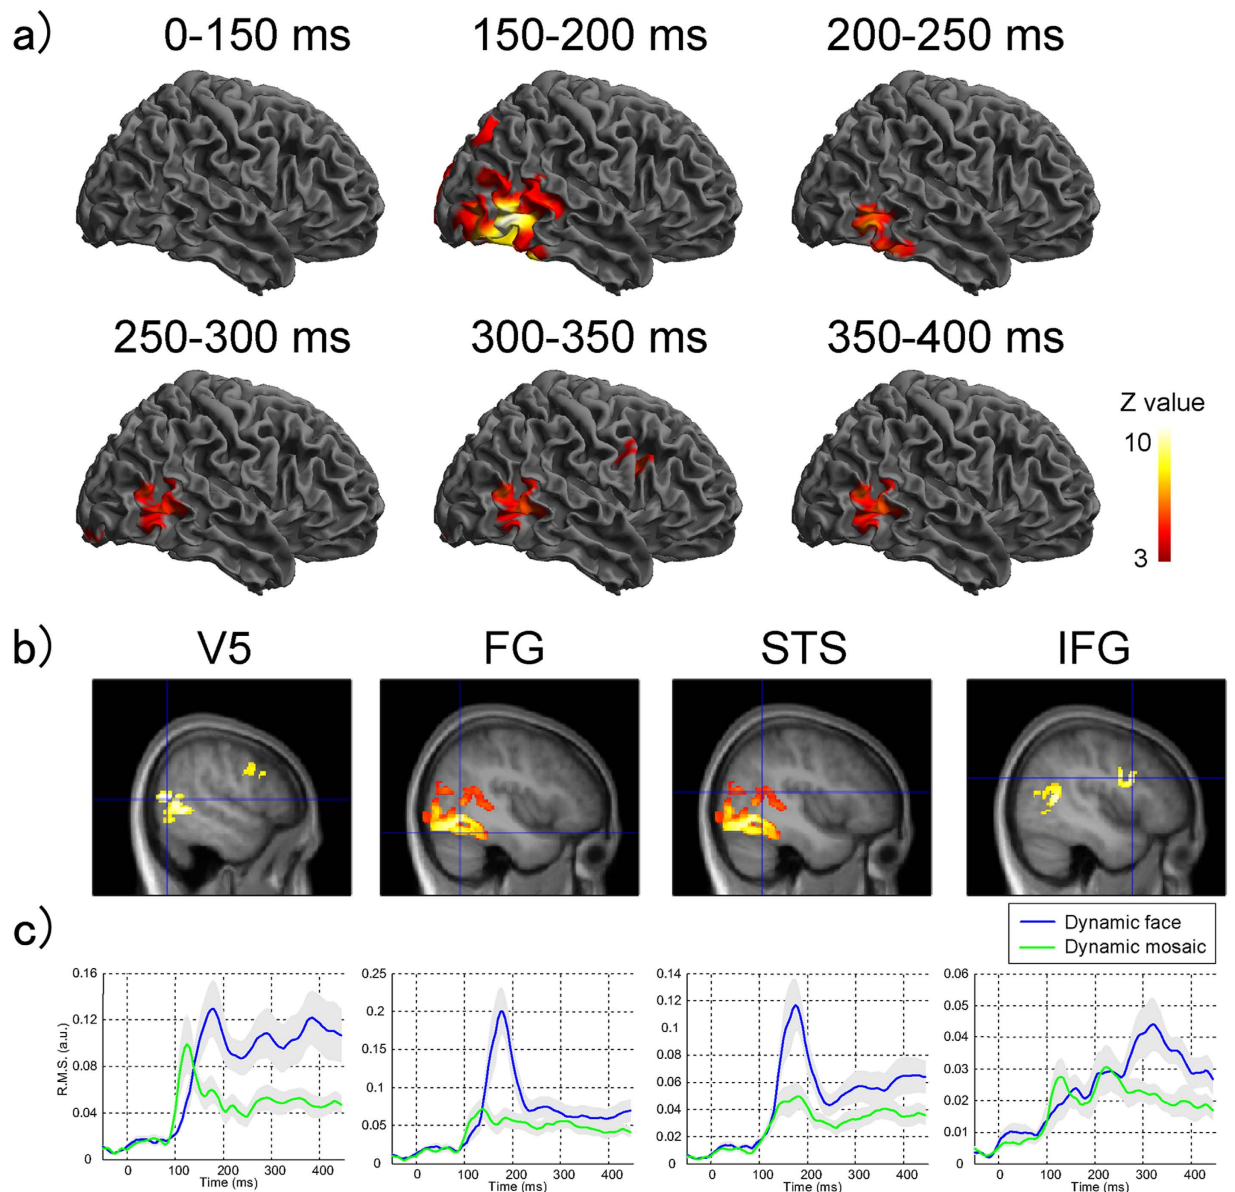 a)
0-150 ms
150-200 ms
200-250 ms
250-300 ms
300-350 ms
350-400 ms
Z value
10
3
b)
V5
FG
STS
IFG
c)
Dynamic face
Dynamic mosaic
R.M.S. (a.u.)
0.16
0.12
0.08
0.04
0
0 100 200 300 400
Time (ms)
0.25
0.2
0.15
0.1
0.05
0
0 100 200 300 400
Time (ms)
0.14
0.12
0.1
0.08
0.06
0.04
0.02
0
0 100 200 300 400
Time (ms)
0.06
0.05
0.04
0.03
0.02
0.01
0
0 100 200 300 400
Time (ms)